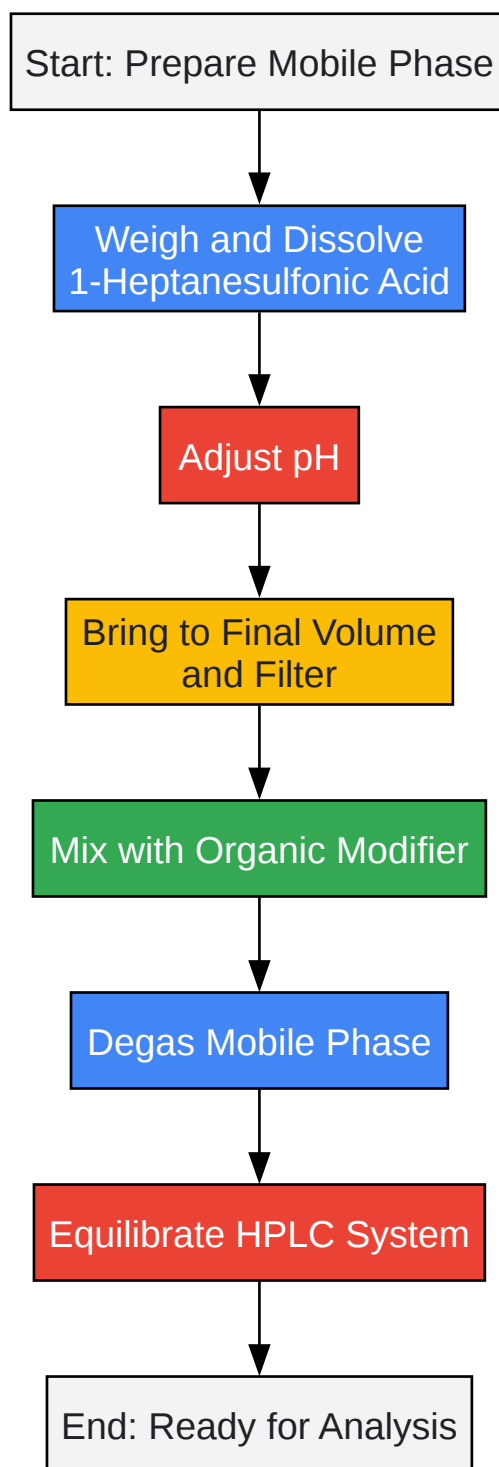 Start: Prepare Mobile Phase
Weigh and Dissolve
1-Heptanesulfonic Acid
Adjust pH
Bring to Final Volume
and Filter
Mix with Organic Modifier
Degas Mobile Phase
Equilibrate HPLC System
End: Ready for Analysis